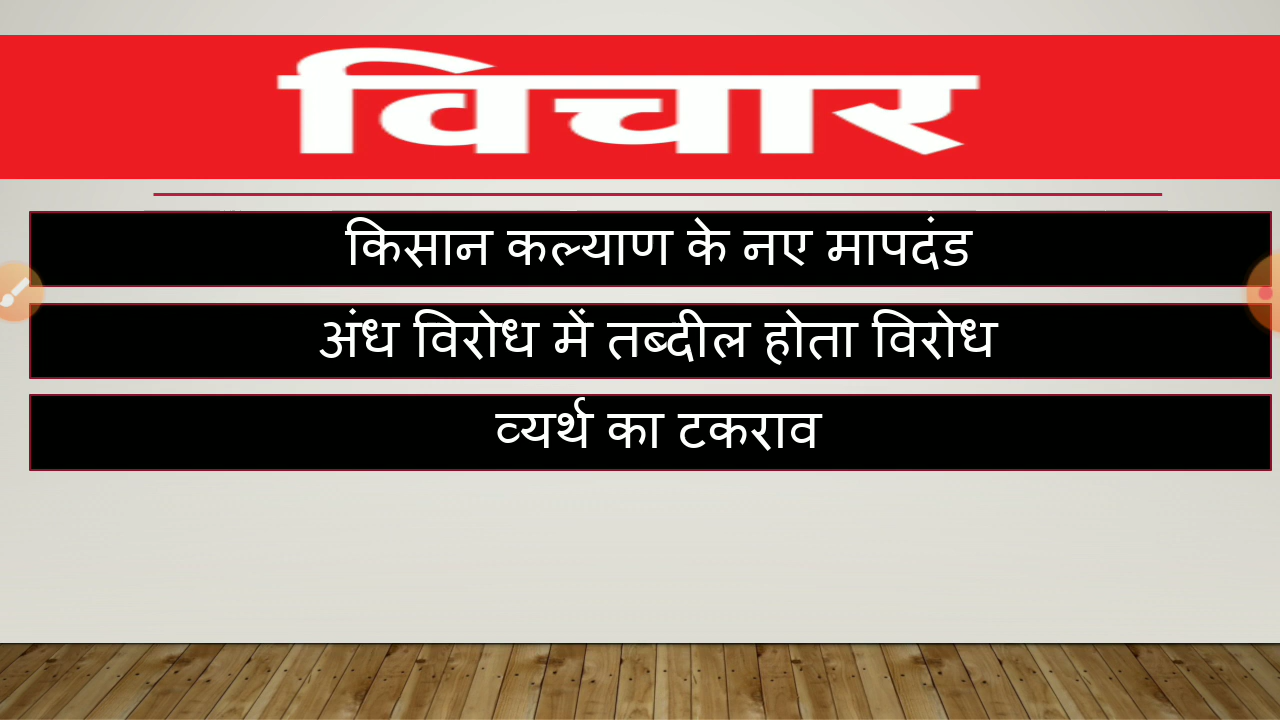 विचार
किसान कल्याण के नए मापदंड
अंध विरोध में तब्दील होता विरोध
व्यर्थ का टकराव